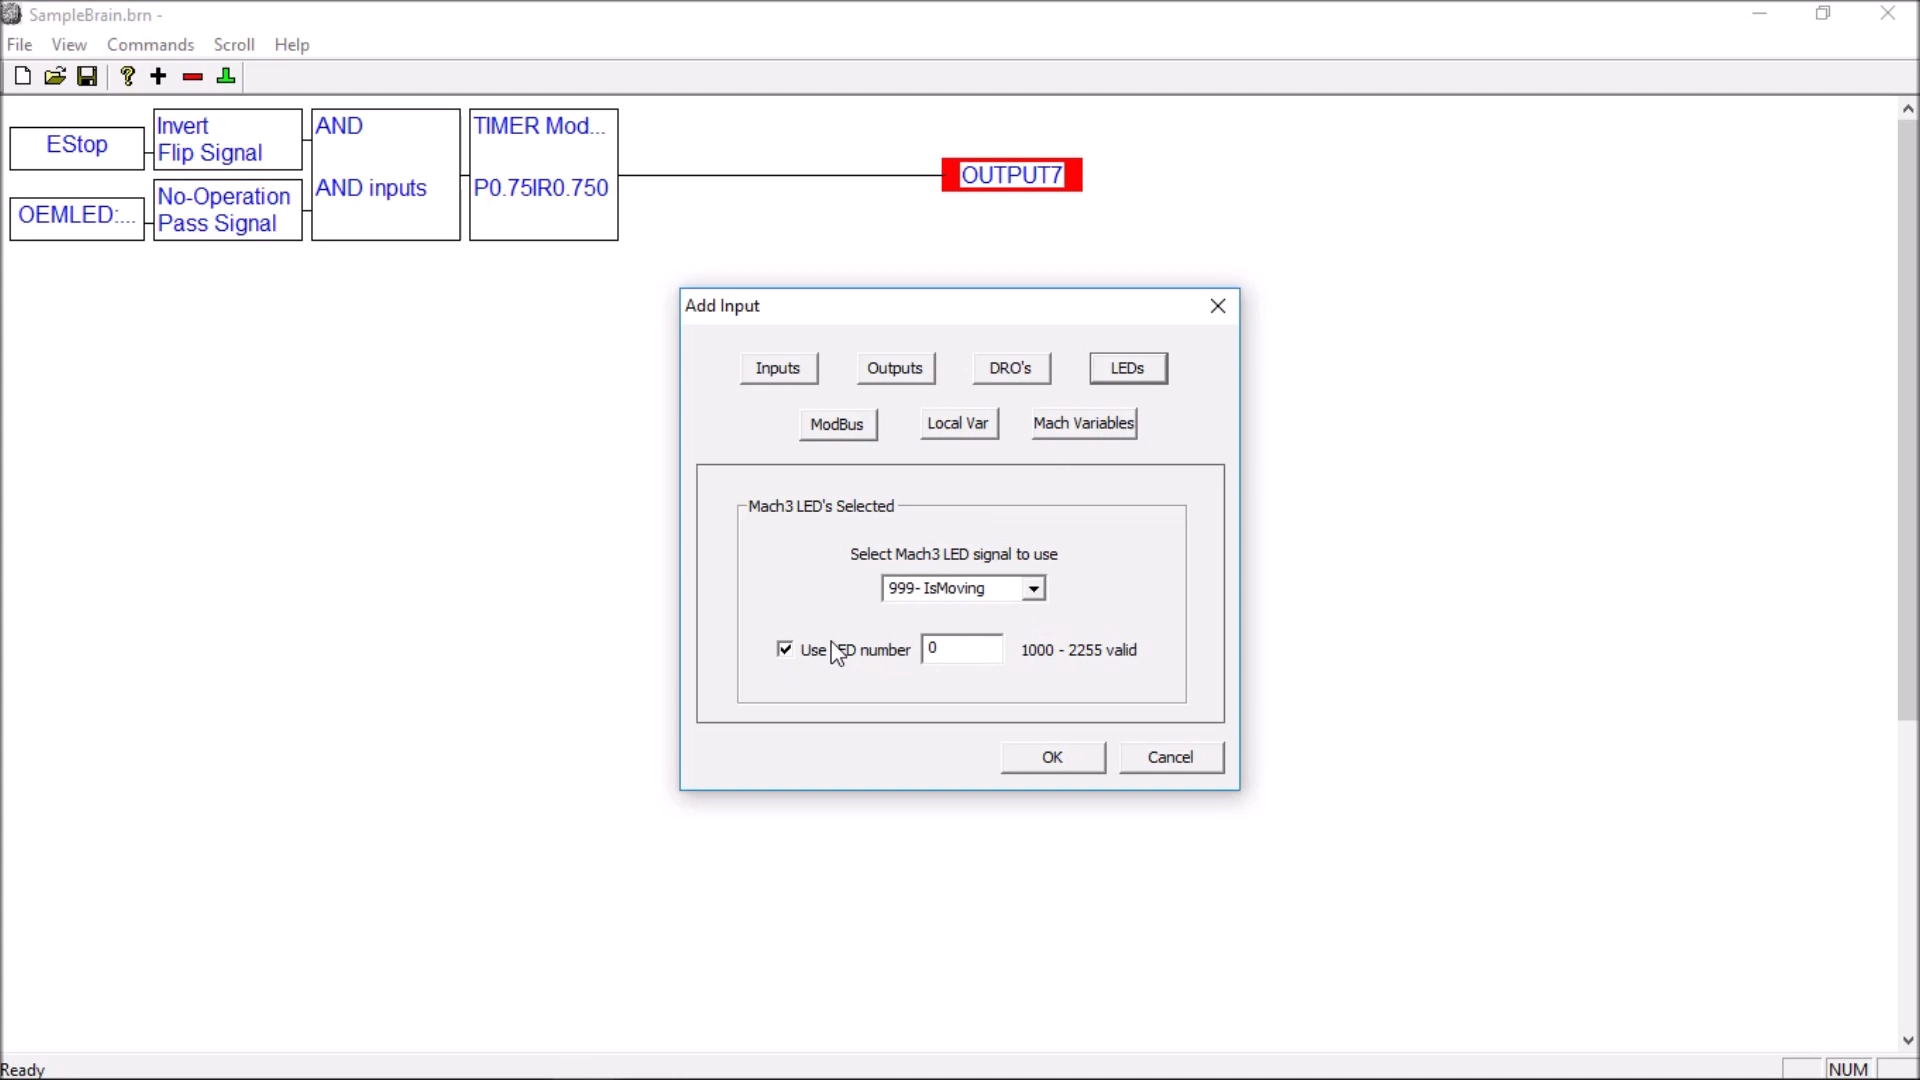 SampleBrain.brn -
File View Commands Scroll Help
EStop
Invert
Flip Signal
AND
AND inputs
TIMER Mod...
P0.75IR0.750
OUTPUT7
OEMLED:...
No-Operation
Pass Signal
Add Input
Inputs Outputs DRO's LEDs
ModBus Local Var Mach Variables
Mach3 LED's Selected
Select Mach3 LED signal to use
999- IsMoving
Use LED number 0 1000 - 2255 valid
OK Cancel
Ready NUM